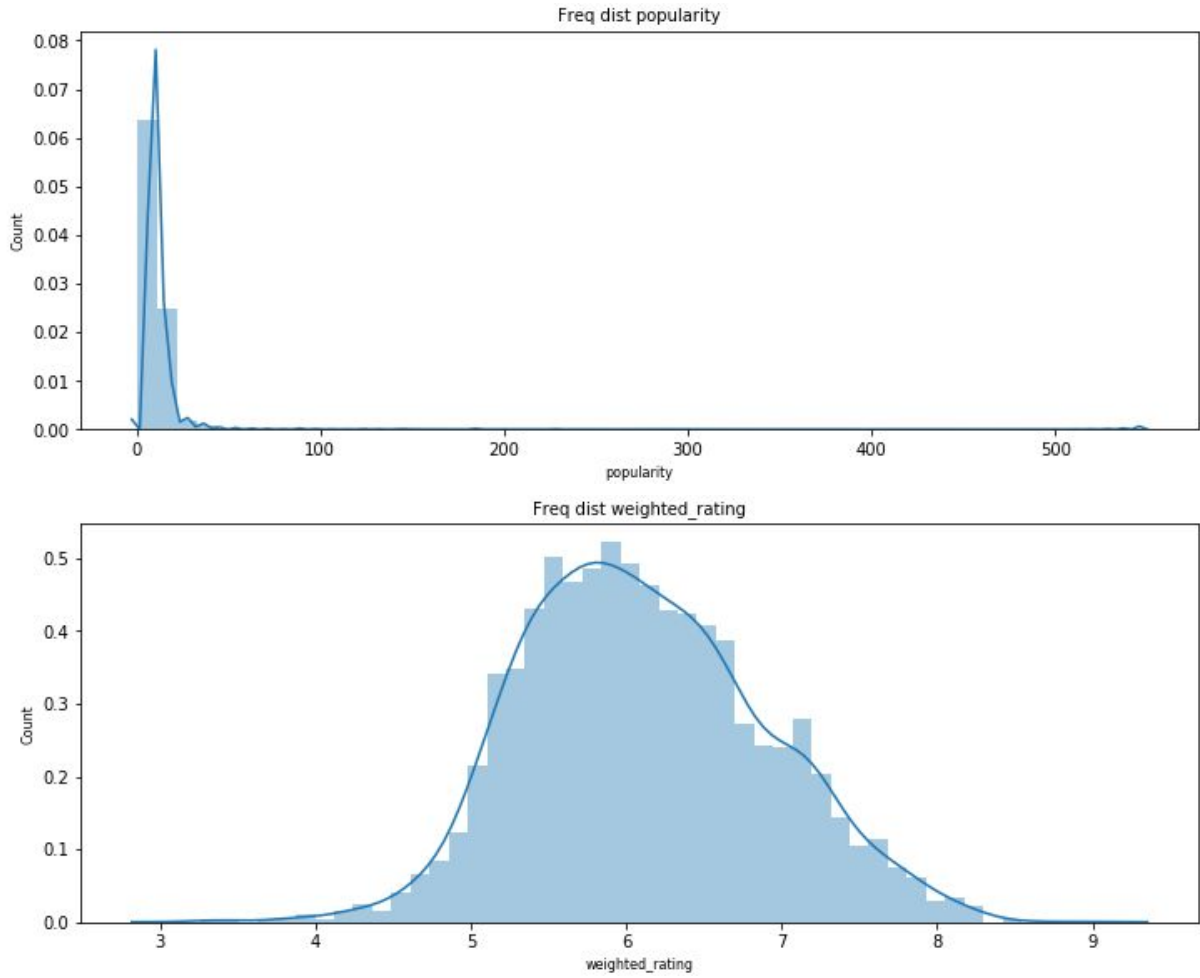 Freq dist popularity
0.08
0.07
0.06
0.05
0.04
0.03
0.02
0.01
0.00
Count
0 100 200 300 400 500
popularity
Freq dist weighted_rating
0.5
0.4
0.3
0.2
0.1
0.0
Count
3 4 5 6 7 8 9
weighted_rating